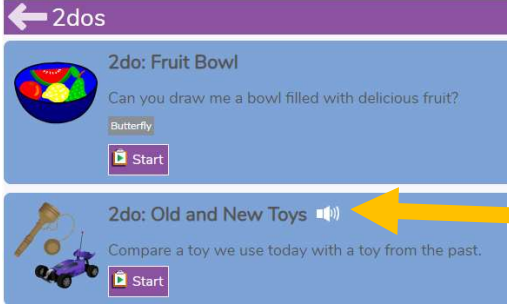 2dos
2do: Fruit Bowl
Can you draw me a bowl filled with delicious fruit?
Butterfly
Start
2do: Old and New Toys
Compare a toy we use today with a toy from the past.
Start